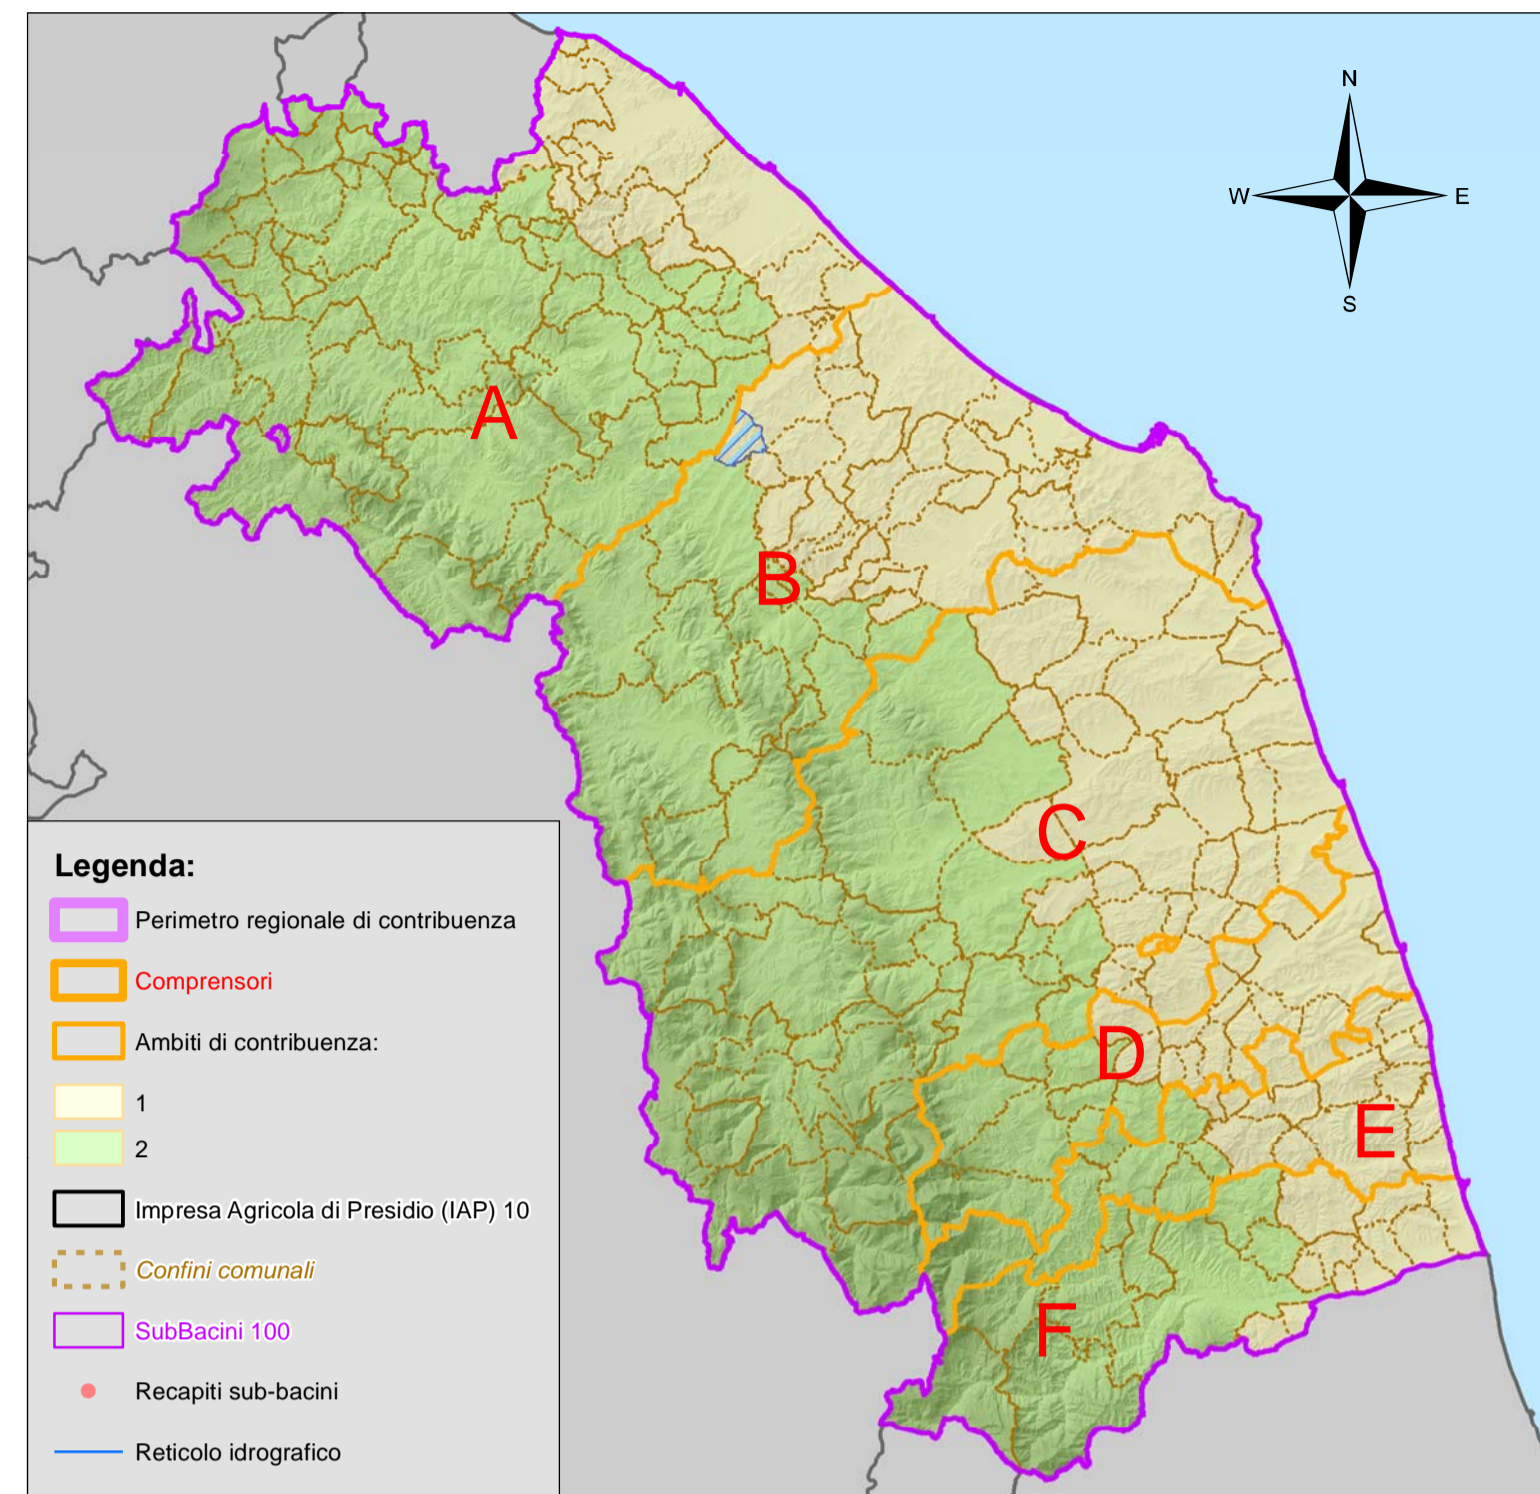 N
W E
S
A
B
C
D
E
F
Legenda:
Perimetro regionale di contribuenza
Comprensori
Ambiti di contribuenza:
1
2
Impresa Agricola di Presidio (IAP) 10
Confini comunali
SubBacini 100
Recapiti sub-bacini
Reticolo idrografico